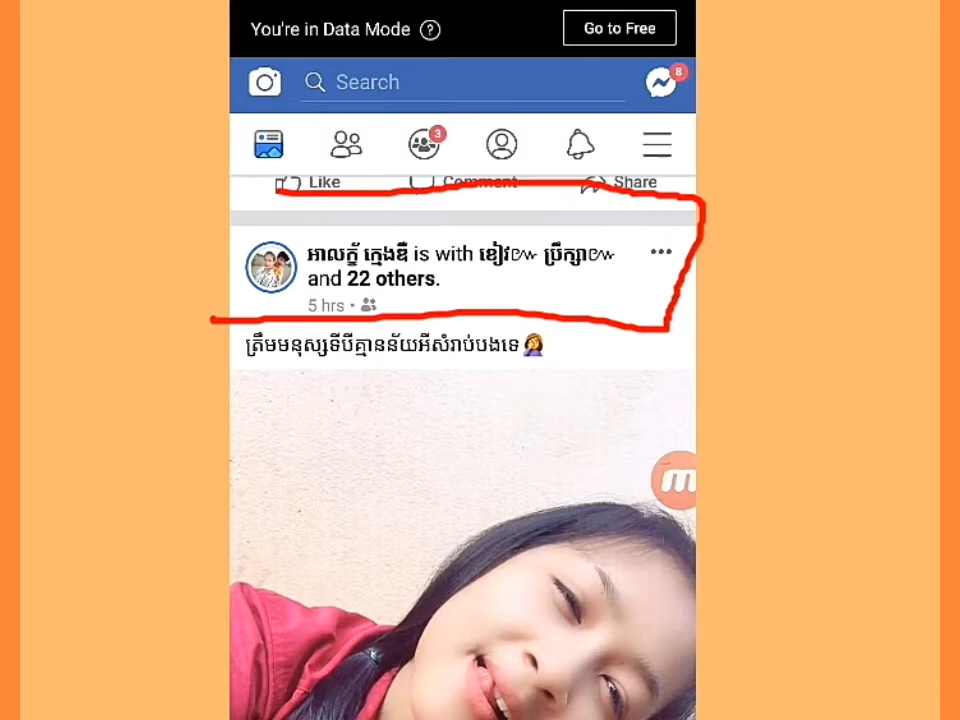 You're in Data Mode ?
Go to Free
Search
8
3
Like Comment Share
អាលក្ខ័ ក្មេងឌឺ is with ខៀវ៚ ប្រឹក្សា៚
and 22 others.
5 hrs
ត្រឹមមនុស្សទីបីគ្មានន័យអីសំរាប់បងទេ🤦‍♀️